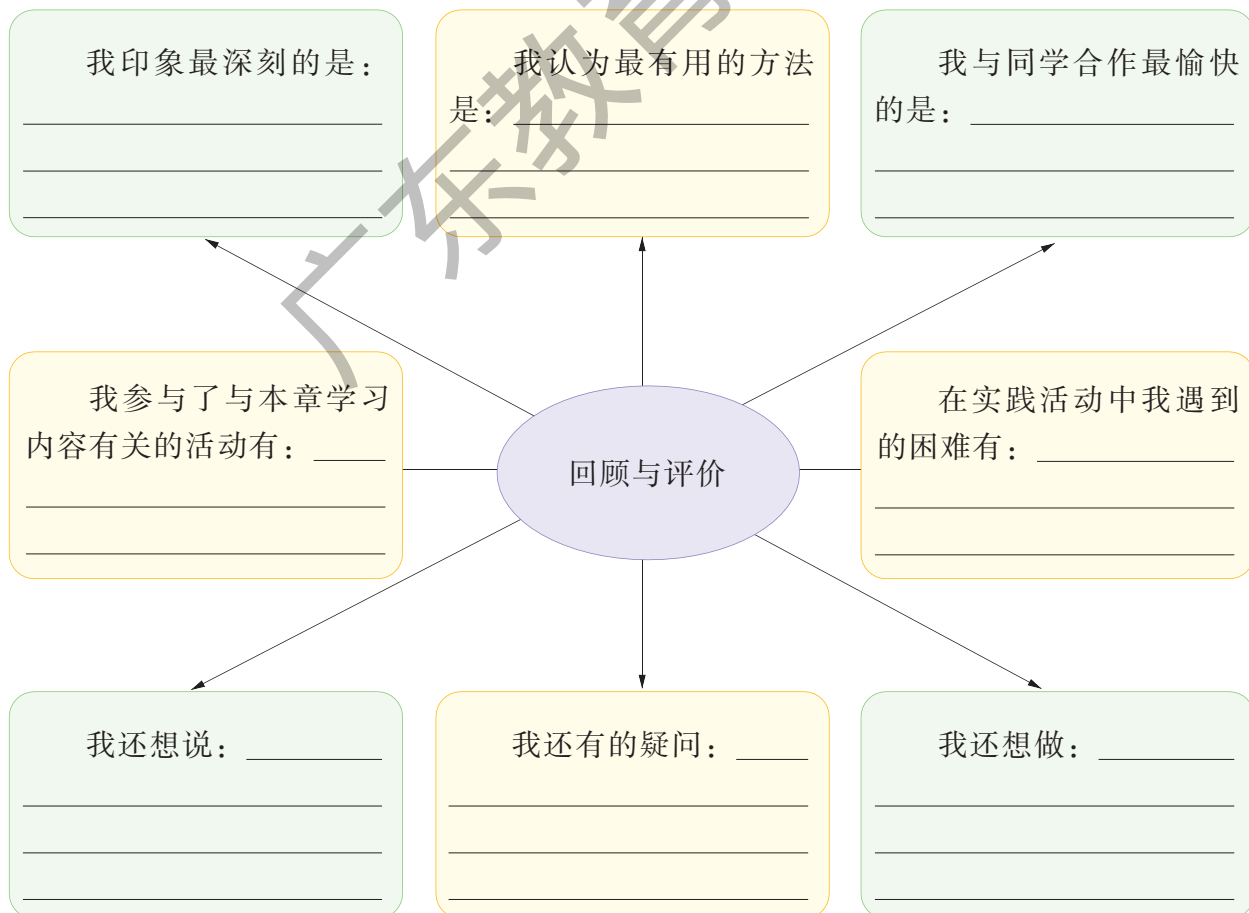 我印象最深刻的是：
我认为最有用的方法
是：
我与同学合作最愉快
的是：
我参与了与本章学习
内容有关的活动有：
回顾与评价
在实践活动中我遇到
的困难有：
我还想说：
我还有的疑问：
我还想做：
广东教育